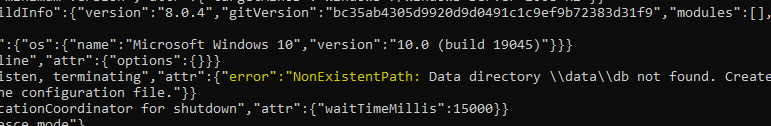 ildInfo":{"version":"8.0.4","gitVersion":"bc35ab4305d9920d9d0491c1c9ef9b72383d31f9","modules":[],
":{"os":{"name":"Microsoft Windows 10","version":"10.0 (build 19045)"}}}
line","attr":{"options":{}}}
isten, terminating","attr":{"error":"NonExistentPath: Data directory \\data\\db not found. Create
ne configuration file."}}
cationCoordinator for shutdown","attr":{"waitTimeMillis":15000}}